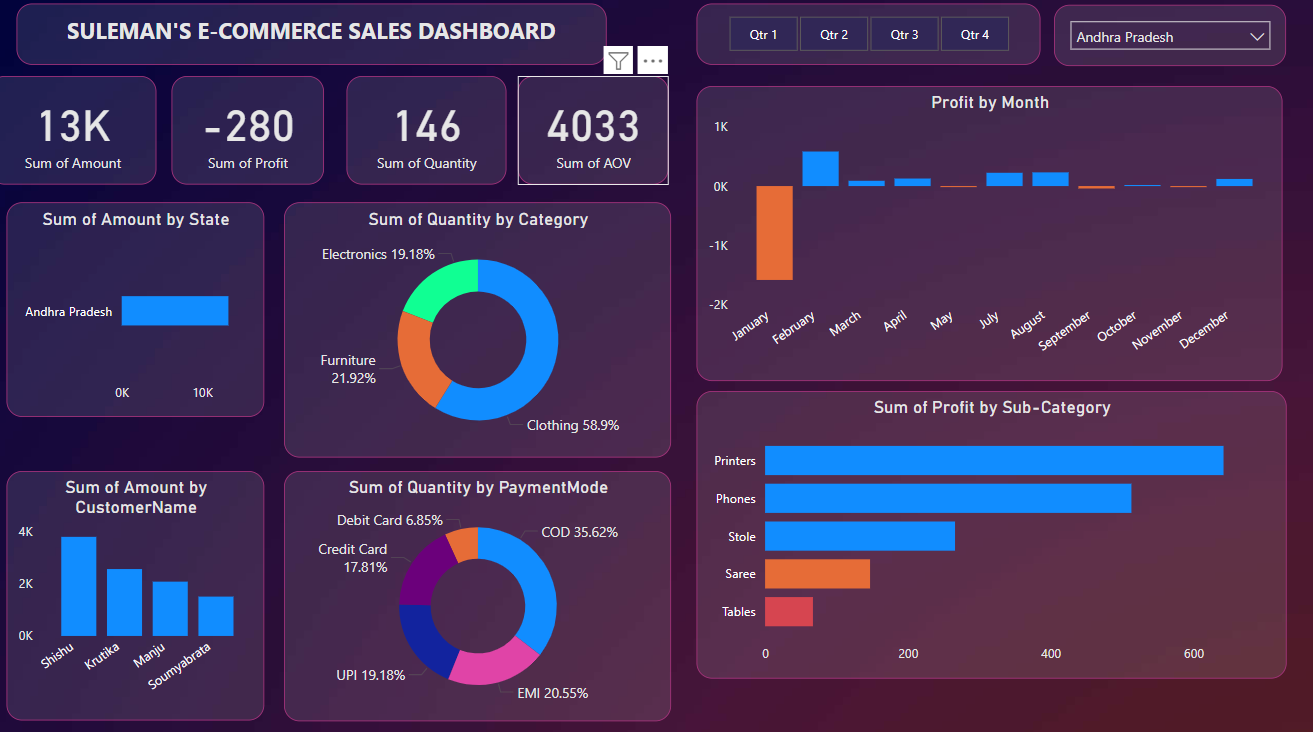 SULEMAN'S E-COMMERCE SALES DASHBOARD
Qtr 1
Qtr 2
Qtr 3
Qtr 4
Andhra Pradesh
13K
Sum of Amount
-280
Sum of Profit
146
Sum of Quantity
4033
Sum of AOV
Profit by Month
1K
0K
-1K
-2K
January
February
March
April
May
July
August
September
October
November
December
Sum of Amount by State
Andhra Pradesh
0K
10K
Sum of Quantity by Category
Electronics 19.18%
Furniture
21.92%
Clothing 58.9%
Sum of Profit by Sub-Category
Printers
Phones
Stole
Saree
Tables
0
200
400
600
Sum of Amount by
CustomerName
4K
2K
0K
Shishu
Krutika
Manju
Soumyabrata
Sum of Quantity by PaymentMode
Debit Card 6.85%
COD 35.62%
Credit Card
17.81%
UPI 19.18%
EMI 20.55%